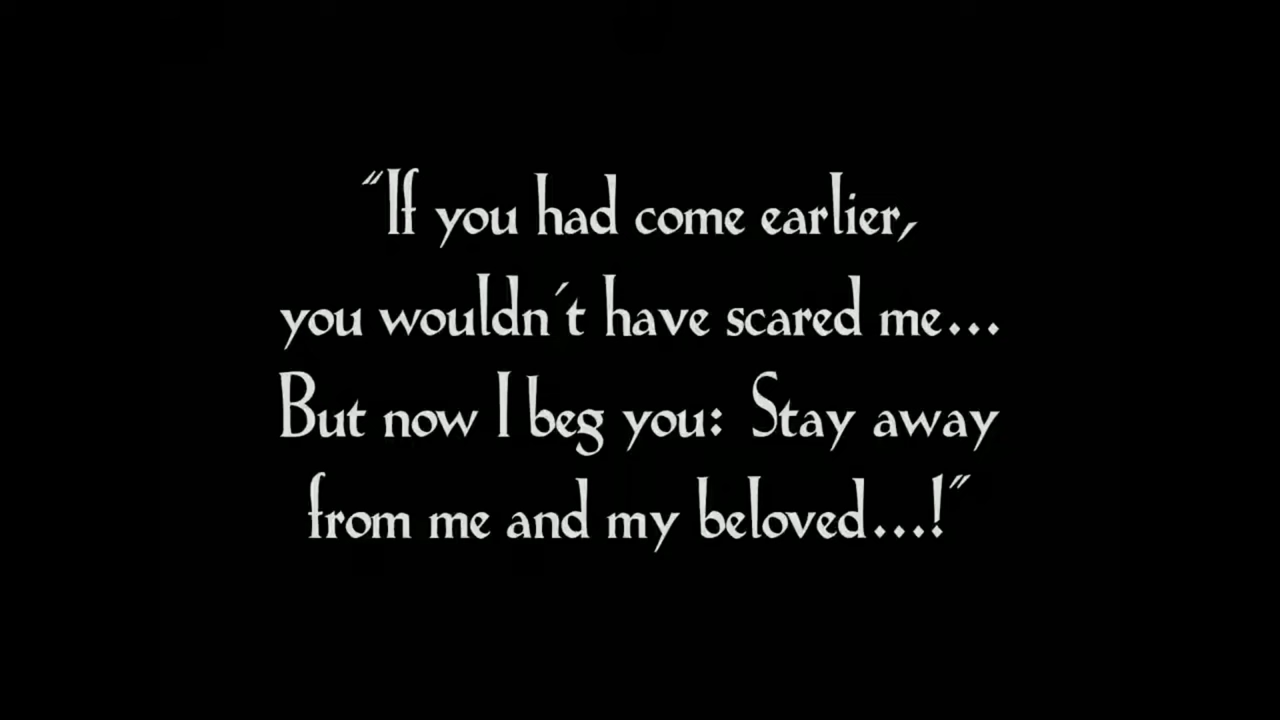 “If you had come earlier,
you wouldn´t have scared me...
But now I beg you: Stay away
from me and my beloved...!”